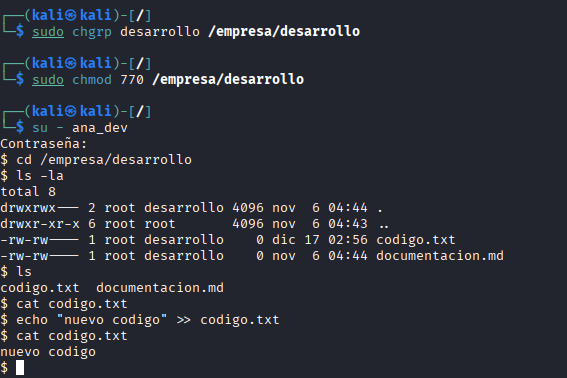 ┌──(kali㉿kali)-[/]
└─$ sudo chgrp desarrollo /empresa/desarrollo
┌──(kali㉿kali)-[/]
└─$ sudo chmod 770 /empresa/desarrollo
┌──(kali㉿kali)-[/]
└─$ su - ana_dev
Contraseña:
$ cd /empresa/desarrollo
$ ls -la
total 8
drwxrwx--- 2 root desarrollo 4096 nov  6 04:44 .
drwxr-xr-x 6 root root       4096 nov  6 04:43 ..
-rw-rw---- 1 root desarrollo    0 dic 17 02:56 codigo.txt
-rw-rw---- 1 root desarrollo    0 nov  6 04:44 documentacion.md
$ ls
codigo.txt  documentacion.md
$ cat codigo.txt
$ echo "nuevo codigo" >> codigo.txt
$ cat codigo.txt
nuevo codigo
$